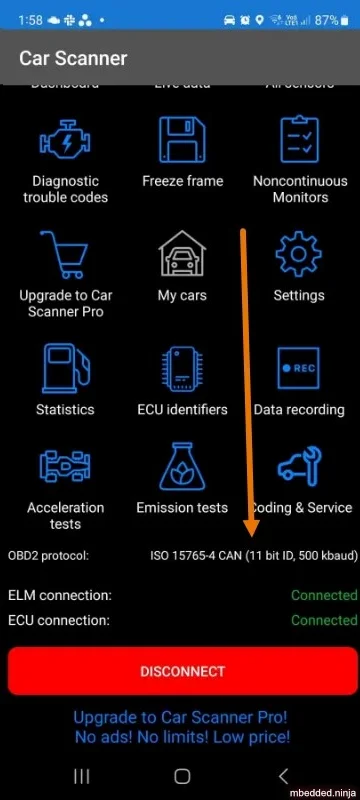 1:58
Vo)) LTE1
87%
Car Scanner
Dashboard
Live data
All sensors
Diagnostic
trouble codes
Freeze frame
Noncontinuous
Monitors
Upgrade to Car
Scanner Pro
My cars
Settings
Statistics
ECU identifiers
REC
Data recording
Acceleration
tests
Emission tests
Coding & Service
OBD2 protocol:
ISO 15765-4 CAN (11 bit ID, 500 kbaud)
ELM connection:
Connected
ECU connection:
Connected
DISCONNECT
Upgrade to Car Scanner Pro!
No ads! No limits! Low price!
mbedded.ninja